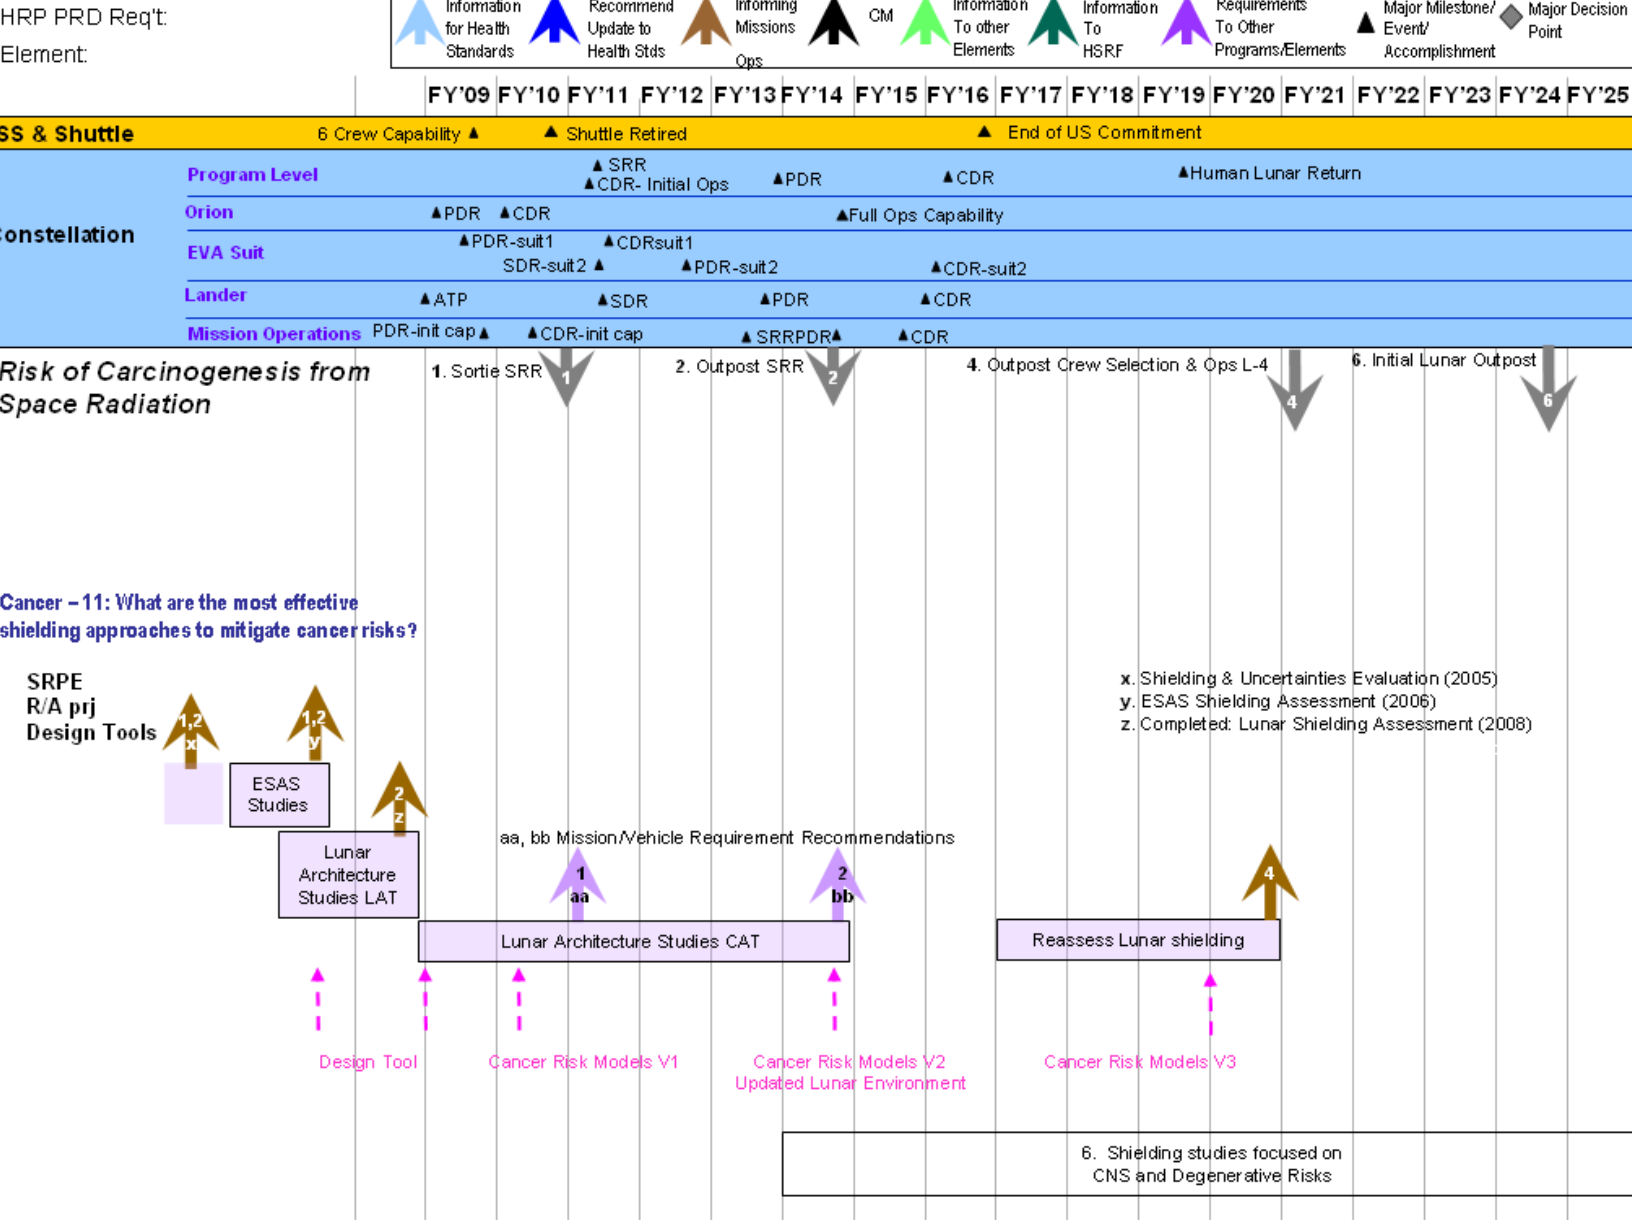 HRP PRD Req't:
Element:
Information
for Health
Standards
Recommend
Update to
Health Stds
Informing
Missions
Ops
CM
Information
To other
Elements
Information
To
HSRF
Requirements
To Other
Programs/Elements
Major Milestone/
Event/
Accomplishment
Major Decision
Point
FY'09 FY'10 FY'11 FY'12 FY'13 FY'14 FY'15 FY'16 FY'17 FY'18 FY'19 FY'20 FY'21 FY'22 FY'23 FY'24 FY'25
SS & Shuttle
6 Crew Capability
Shuttle Retired
End of US Commitment
onstellation
Program Level
SRR
CDR- Initial Ops
PDR
CDR
Human Lunar Return
Orion
PDR
CDR
Full Ops Capability
EVA Suit
PDR-suit1
CDRsuit1
SDR-suit2
PDR-suit2
CDR-suit2
Lander
ATP
SDR
PDR
CDR
Mission Operations
PDR-init cap
CDR-init cap
SRRPDR
CDR
Risk of Carcinogenesis from
Space Radiation
1. Sortie SRR
1
2. Outpost SRR
2
4. Outpost Crew Selection & Ops L-4
4
6. Initial Lunar Outpost
6
Cancer – 11: What are the most effective
shielding approaches to mitigate cancer risks?
SRPE
R/A prj
Design Tools
1,2
x
1,2
y
x. Shielding & Uncertainties Evaluation (2005)
y. ESAS Shielding Assessment (2006)
z. Completed: Lunar Shielding Assessment (2008)
ESAS
Studies
2
z
Lunar
Architecture
Studies LAT
aa, bb Mission/Vehicle Requirement Recommendations
1
aa
2
bb
4
Lunar Architecture Studies CAT
Reassess Lunar shielding
Design Tool
Cancer Risk Models V1
Cancer Risk Models V2
Updated Lunar Environment
Cancer Risk Models V3
6. Shielding studies focused on
CNS and Degenerative Risks